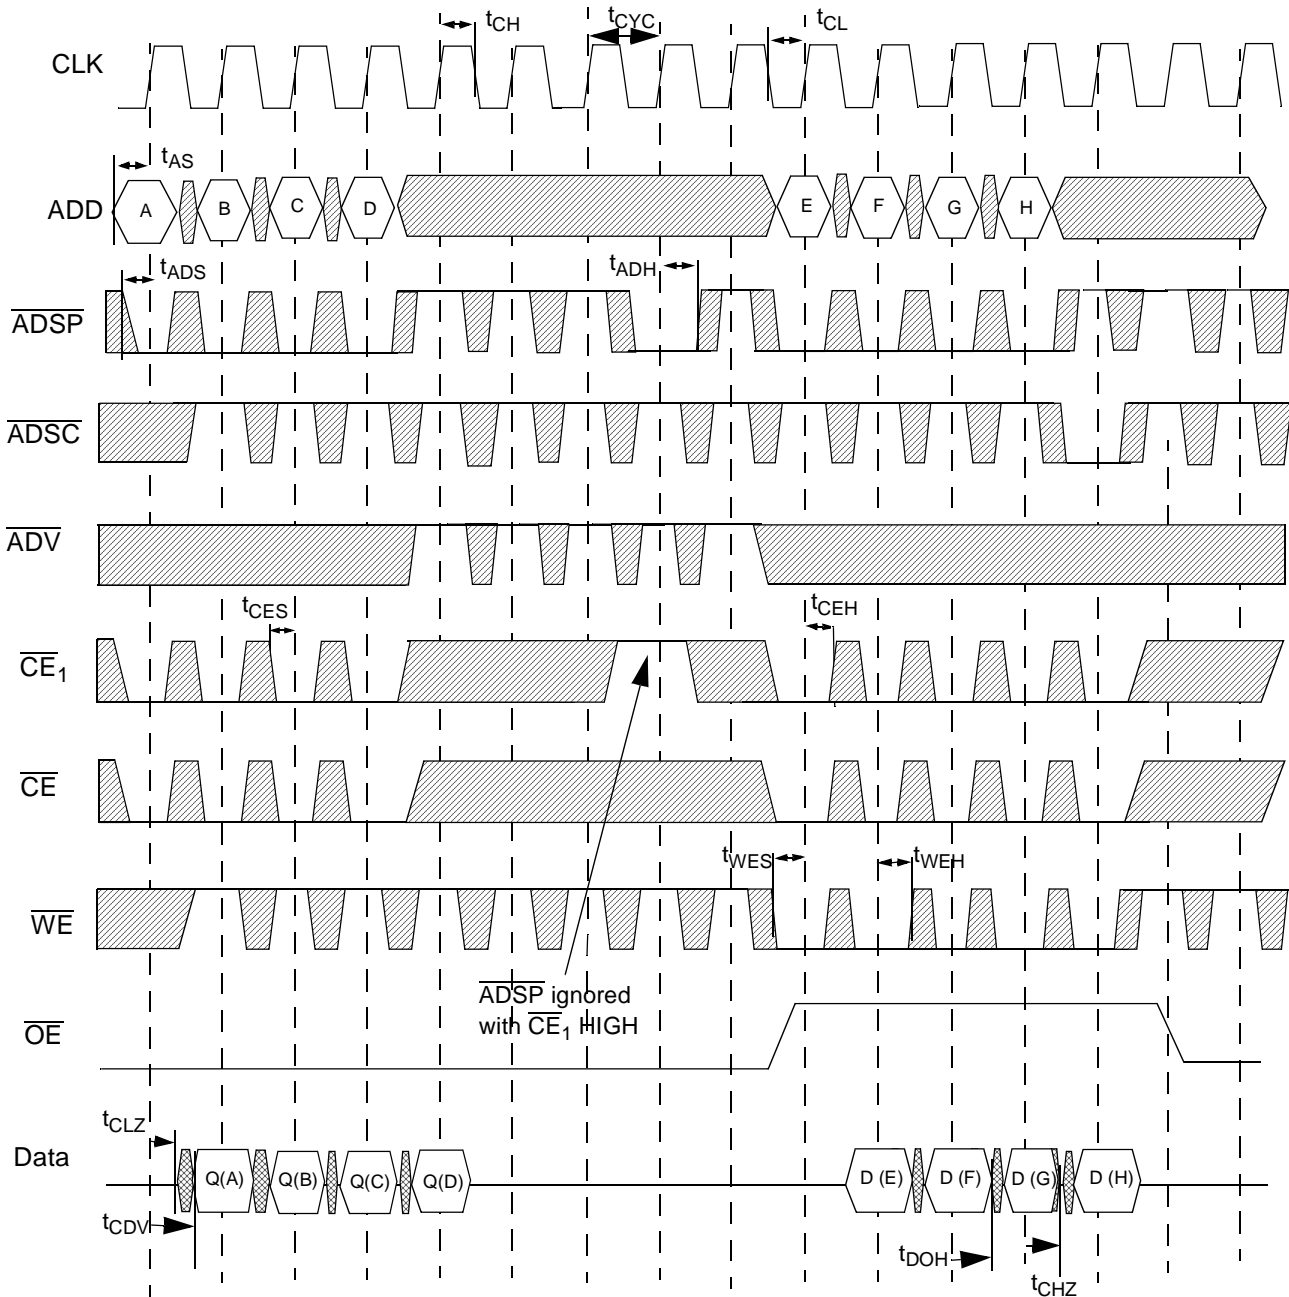 tCH
tCYC
tCL
CLK
tAS
ADD
A
B
C
D
E
F
G
H
tADS
tADH
ADSP
ADSC
ADV
tCES
tCEH
CE1
CE
tWES
tWEH
WE
ADSP ignored
with CE1 HIGH
OE
tCLZ
Data
Q(A)
Q(B)
Q(C)
Q(D)
D (E)
D (F)
D (G)
D (H)
tCDV
tDOH
tCHZ